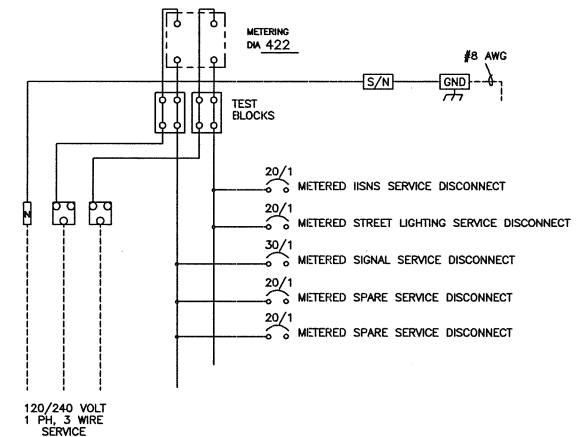 METERING
DIA 422
#8 AWG
S/N
GND
TEST
BLOCKS
20/1
METERED IISNS SERVICE DISCONNECT
20/1
METERED STREET LIGHTING SERVICE DISCONNECT
N
30/1
METERED SIGNAL SERVICE DISCONNECT
20/1
METERED SPARE SERVICE DISCONNECT
20/1
METERED SPARE SERVICE DISCONNECT
120/240 VOLT
1 PH, 3 WIRE
SERVICE